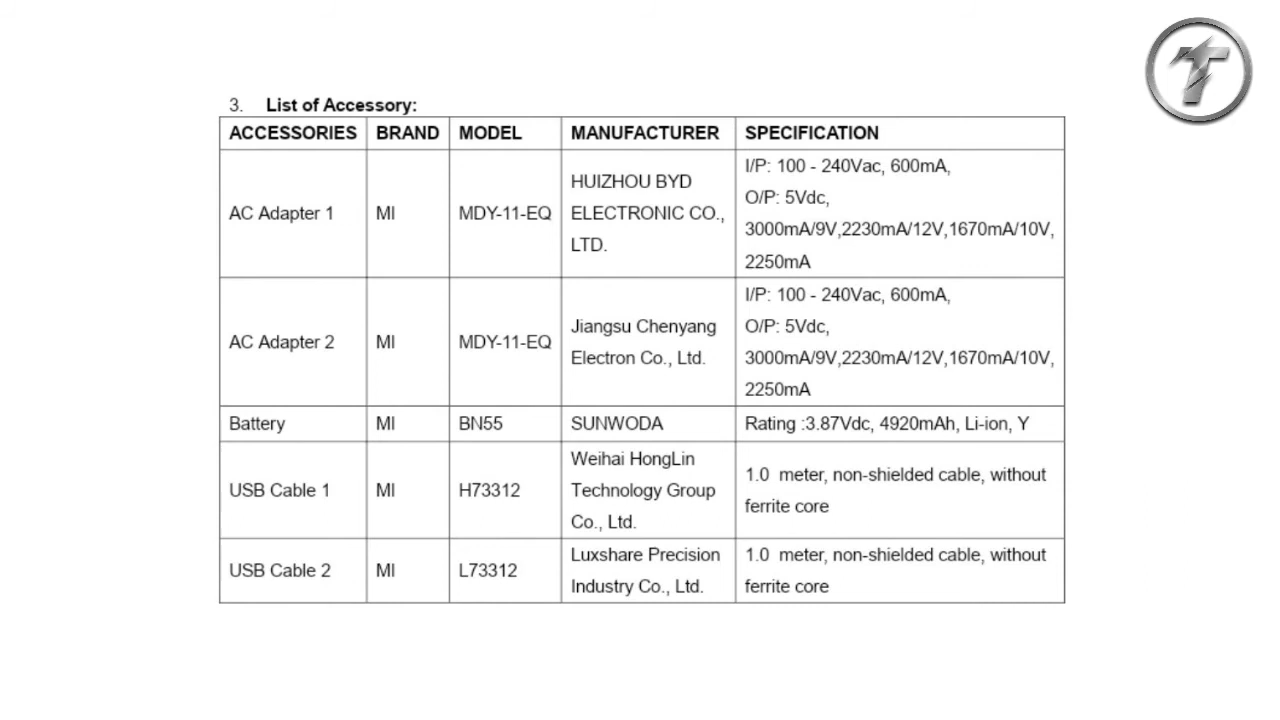 3. List of Accessory:
ACCESSORIES BRAND MODEL MANUFACTURER SPECIFICATION
AC Adapter 1 MI MDY-11-EQ HUIZHOU BYD ELECTRONIC CO., LTD. I/P: 100 - 240Vac, 600mA, O/P: 5Vdc, 3000mA/9V,2230mA/12V,1670mA/10V, 2250mA
AC Adapter 2 MI MDY-11-EQ Jiangsu Chenyang Electron Co., Ltd. I/P: 100 - 240Vac, 600mA, O/P: 5Vdc, 3000mA/9V,2230mA/12V,1670mA/10V, 2250mA
Battery MI BN55 SUNWODA Rating :3.87Vdc, 4920mAh, Li-ion, Y
USB Cable 1 MI H73312 Weihai HongLin Technology Group Co., Ltd. 1.0 meter, non-shielded cable, without ferrite core
USB Cable 2 MI L73312 Luxshare Precision Industry Co., Ltd. 1.0 meter, non-shielded cable, without ferrite core
T